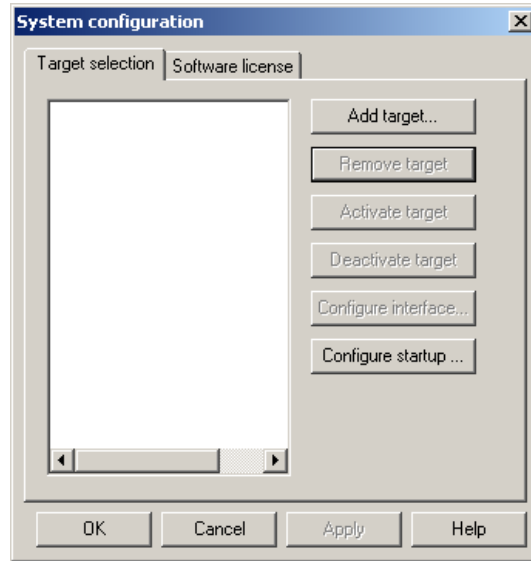 System configuration
Target selection
Software license
Add target...
Remove target
Activate target
Deactivate target
Configure interface...
Configure startup ...
OK
Cancel
Apply
Help